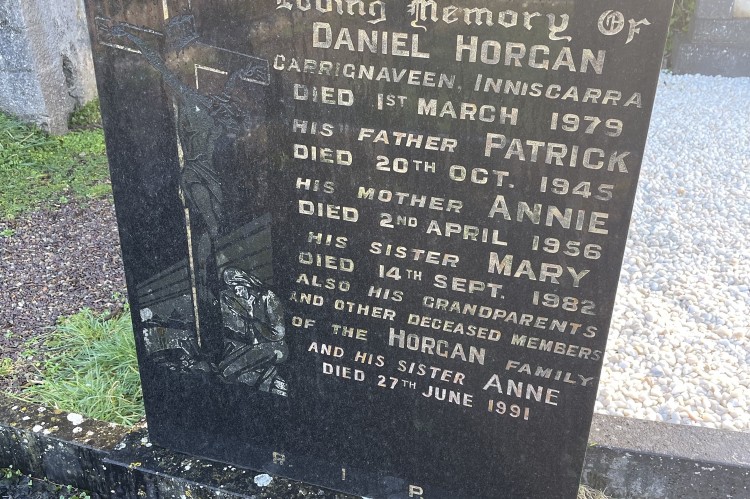 Loving Memory Of
DANIEL HORGAN
CARRIGNAVEEN, INNISCARRA
DIED 1ST MARCH 1979
HIS FATHER PATRICK
DIED 20TH OCT. 1945
HIS MOTHER ANNIE
DIED 2ND APRIL 1956
HIS SISTER MARY
DIED 14TH SEPT. 1982
ALSO HIS GRANDPARENTS
AND OTHER DECEASED MEMBERS
OF THE HORGAN FAMILY
AND HIS SISTER ANNE
DIED 27TH JUNE 1991
R I P